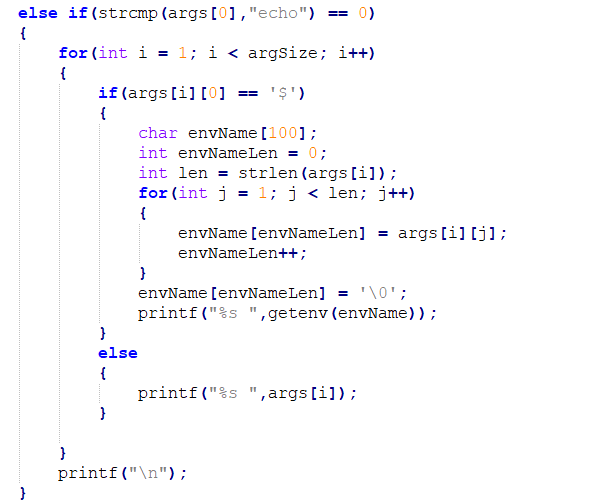 else if(strcmp(args[0],"echo") == 0)
{
    for(int i = 1; i < argSize; i++)
    {
        if(args[i][0] == '$')
        {
            char envName[100];
            int envNameLen = 0;
            int len = strlen(args[i]);
            for(int j = 1; j < len; j++)
            {
                envName[envNameLen] = args[i][j];
                envNameLen++;
            }
            envName[envNameLen] = '\0';
            printf("%s ",getenv(envName));
        }
        else
        {
            printf("%s ",args[i]);
        }

    }
    printf("\n");
}